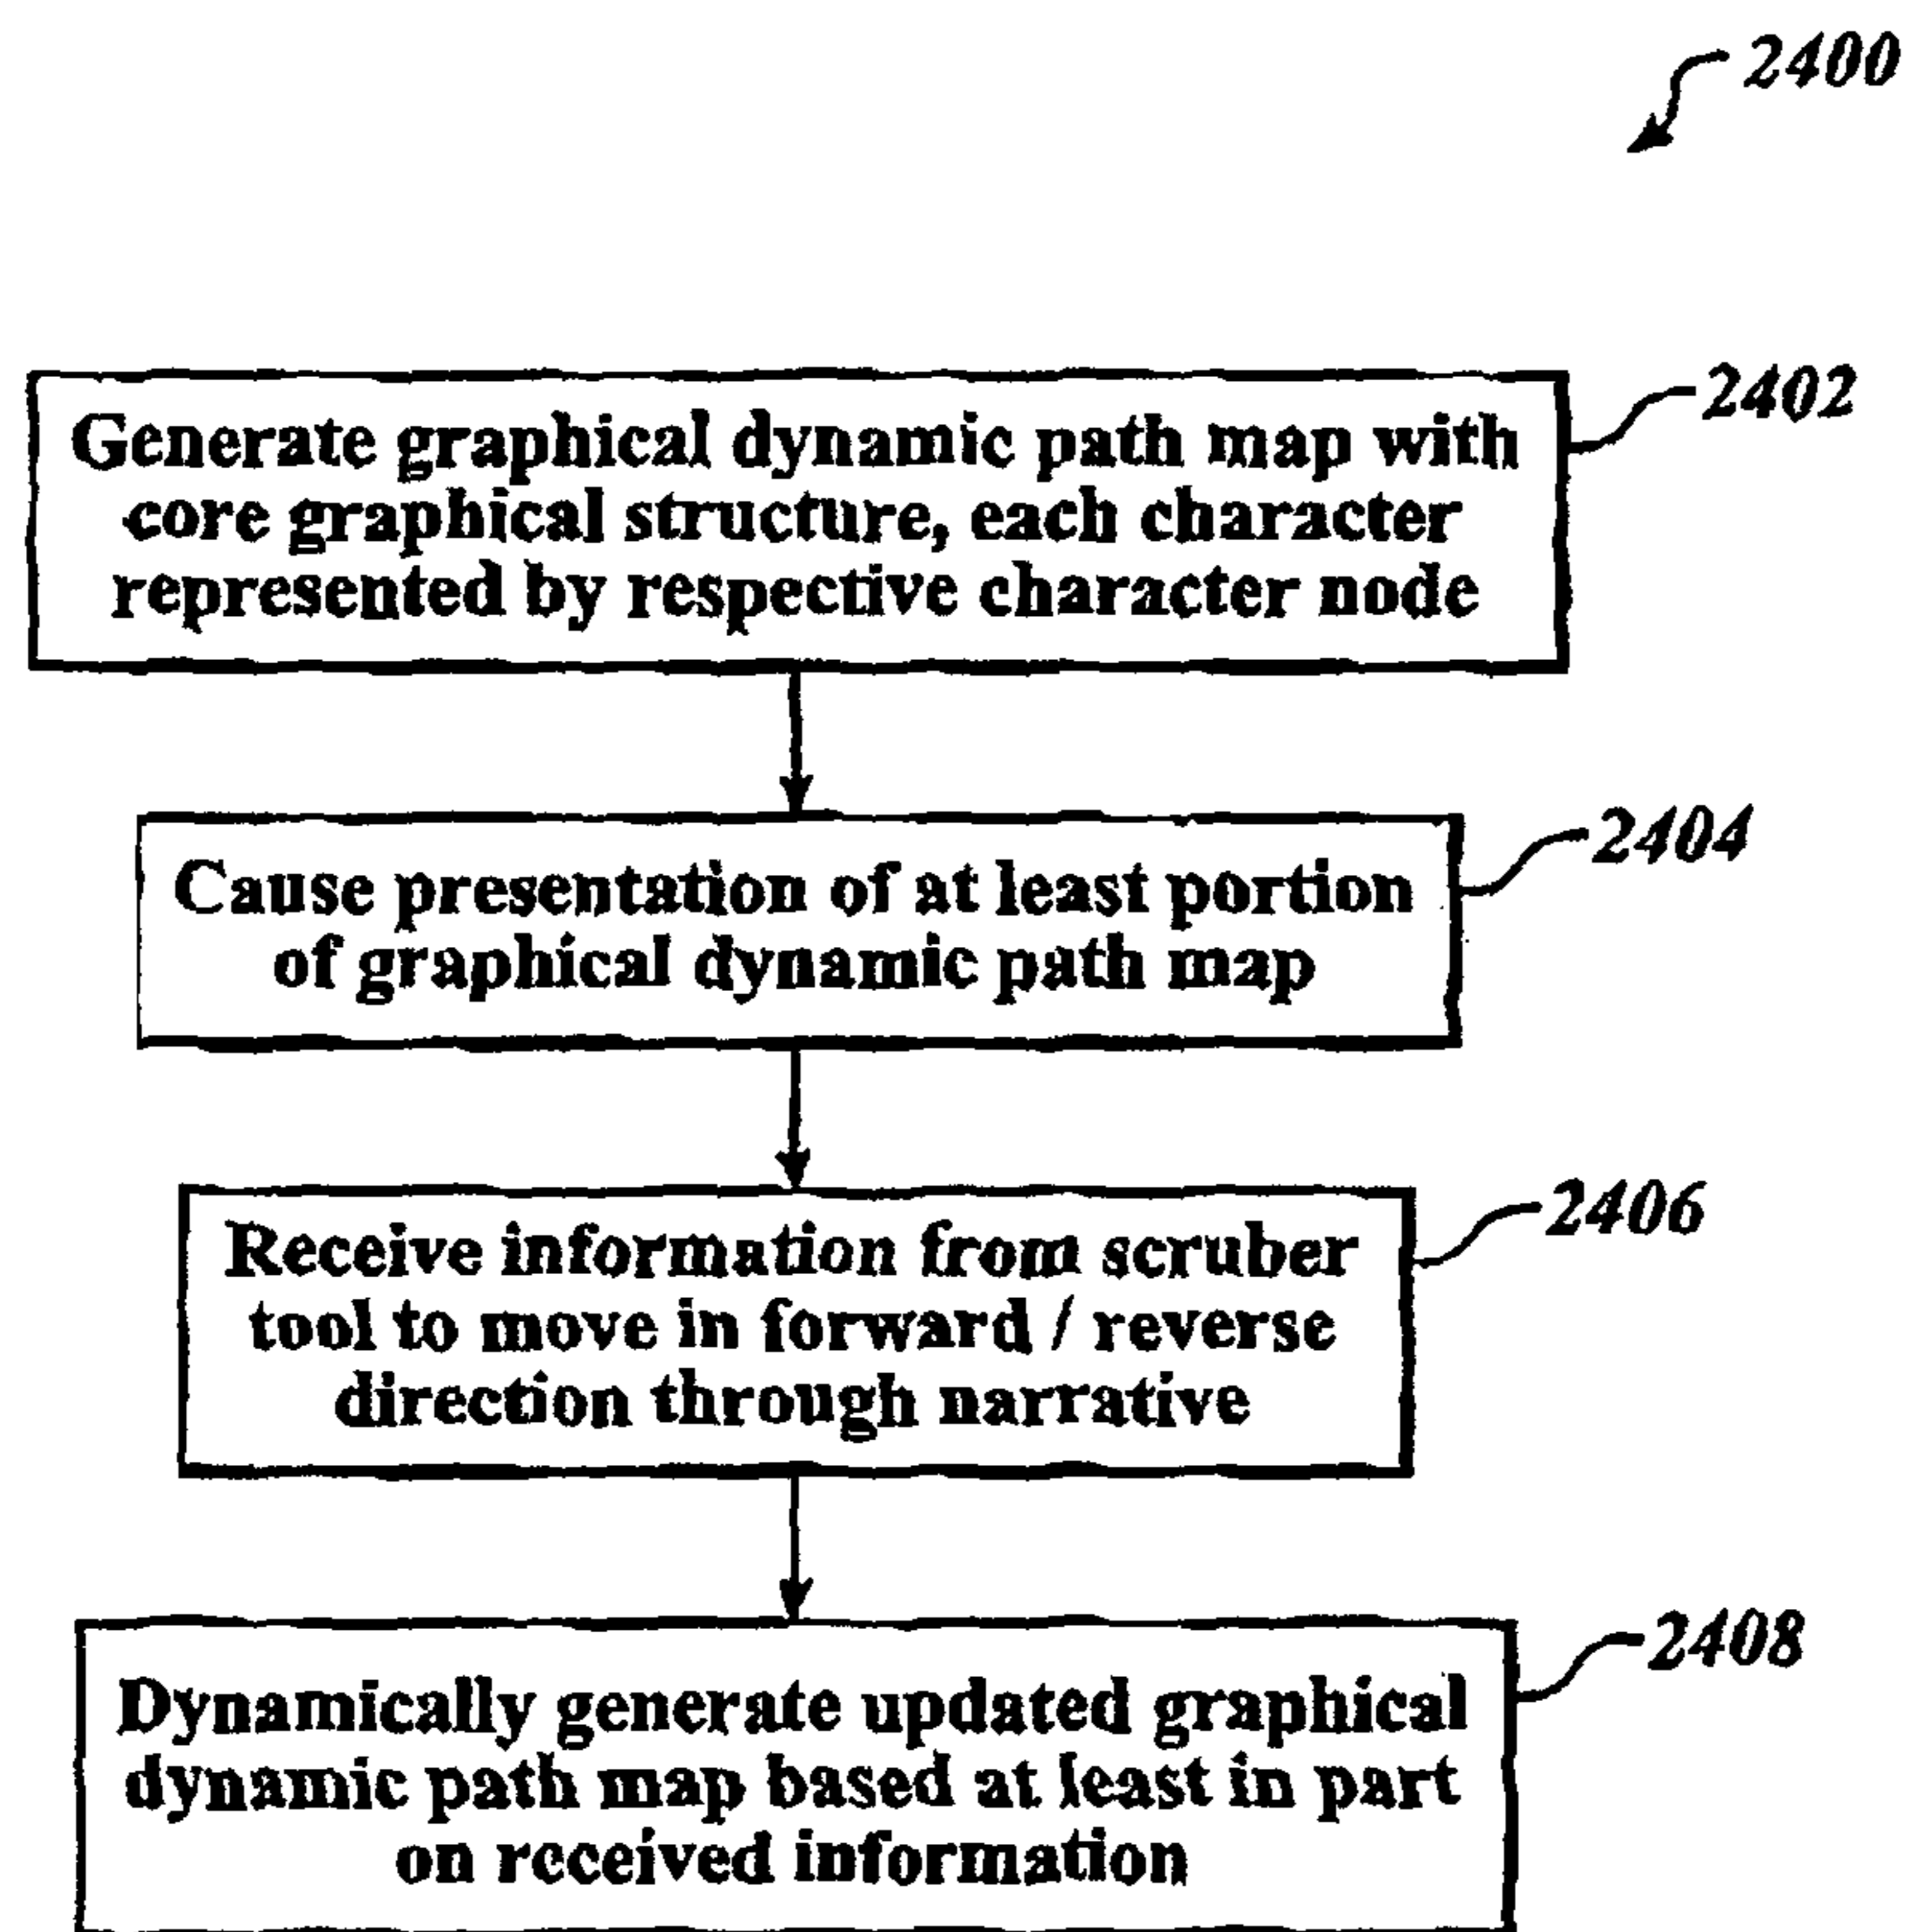 2400
2402
Generate graphical dynamic path map with
core graphical structure, each character
represented by respective character node
2404
Cause presentation of at least portion
of graphical dynamic path map
2406
Receive information from scruber
tool to move in forward / reverse
direction through narrative
2408
Dynamically generate updated graphical
dynamic path map based at least in part
on received information